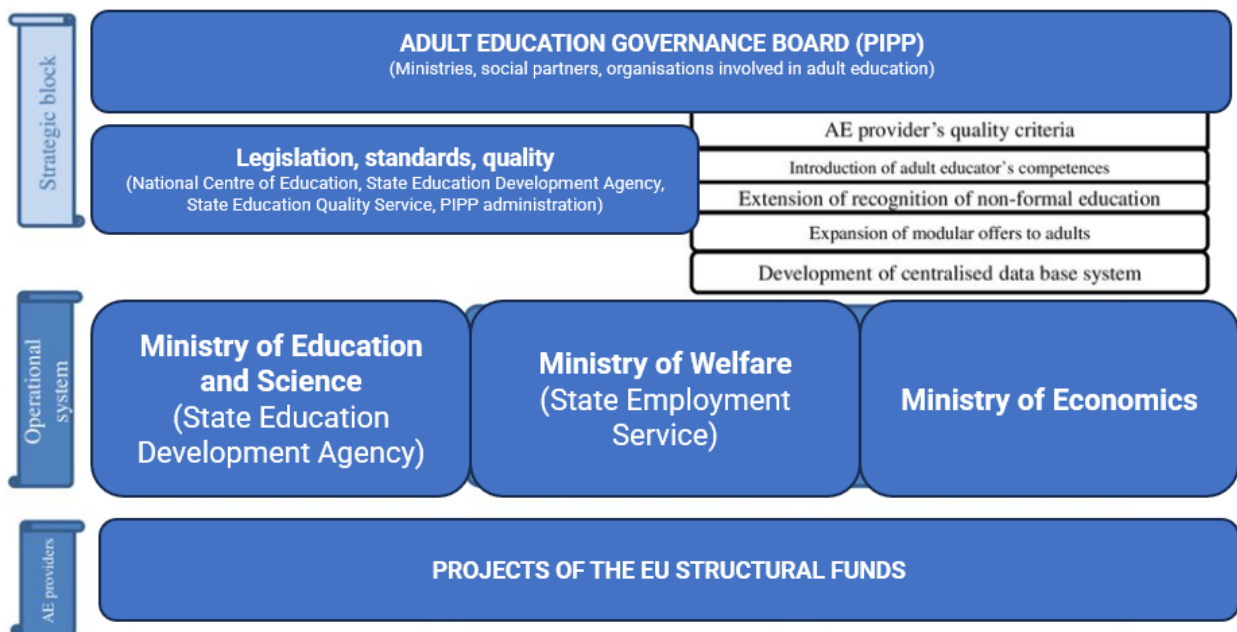 Strategic block
ADULT EDUCATION GOVERNANCE BOARD (PIPP)
(Ministries, social partners, organisations involved in adult education)
Legislation, standards, quality
(National Centre of Education, State Education Development Agency,
State Education Quality Service, PIPP administration)
AE provider's quality criteria
Introduction of adult educator's competences
Extension of recognition of non-formal education
Expansion of modular offers to adults
Development of centralised data base system
Operational
system
Ministry of Education
and Science
(State Education
Development Agency)
Ministry of Welfare
(State Employment
Service)
Ministry of Economics
AE providers
PROJECTS OF THE EU STRUCTURAL FUNDS